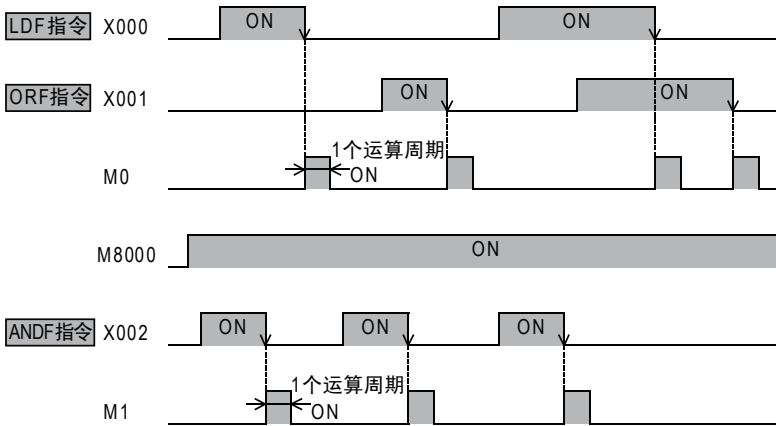 LDF指令 X000 ON ON
ORF指令 X001 ON ON
1个运算周期
M0 ON
M8000 ON
ANDF指令 X002 ON ON ON
1个运算周期
M1 ON